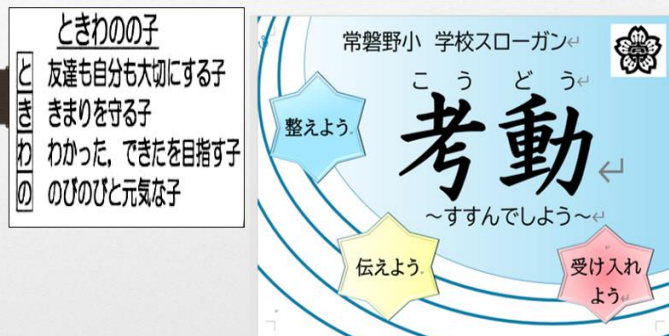 ときわのの子
と 友達も自分も大切にする子
き きまりを守る子
わ わかった，できたを目指す子
の のびのびと元気な子
常磐野小 学校スローガン
こうどう
考動
～すすんでしよう～
整えよう
伝えよう
受け入れ
よう